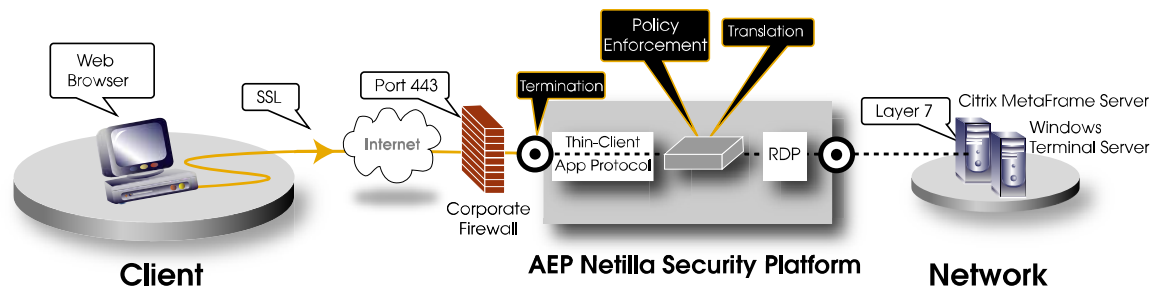 Web
Browser
SSL
Internet
Port 443
Corporate
Firewall
Termination
Policy
Enforcement
Translation
Thin-Client
App Protocol
RDP
Layer 7
Citrix MetaFrame Server
Windows
Terminal Server
Client
AEP Netilla Security Platform
Network